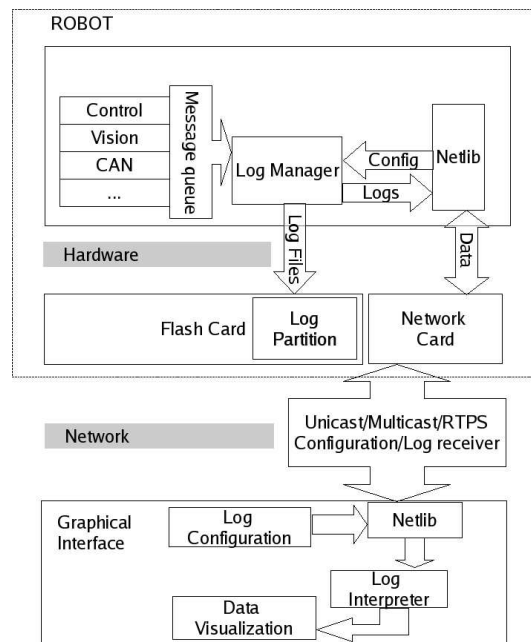 ROBOT
Control
Vision
CAN
...
Message queue
Log Manager
Config
Logs
Netlib
Log Files
Data
Hardware
Flash Card
Log
Partition
Network
Card
Network
Unicast/Multicast/RTPS
Configuration/Log receiver
Graphical
Interface
Log
Configuration
Netlib
Log
Interpreter
Data
Visualization